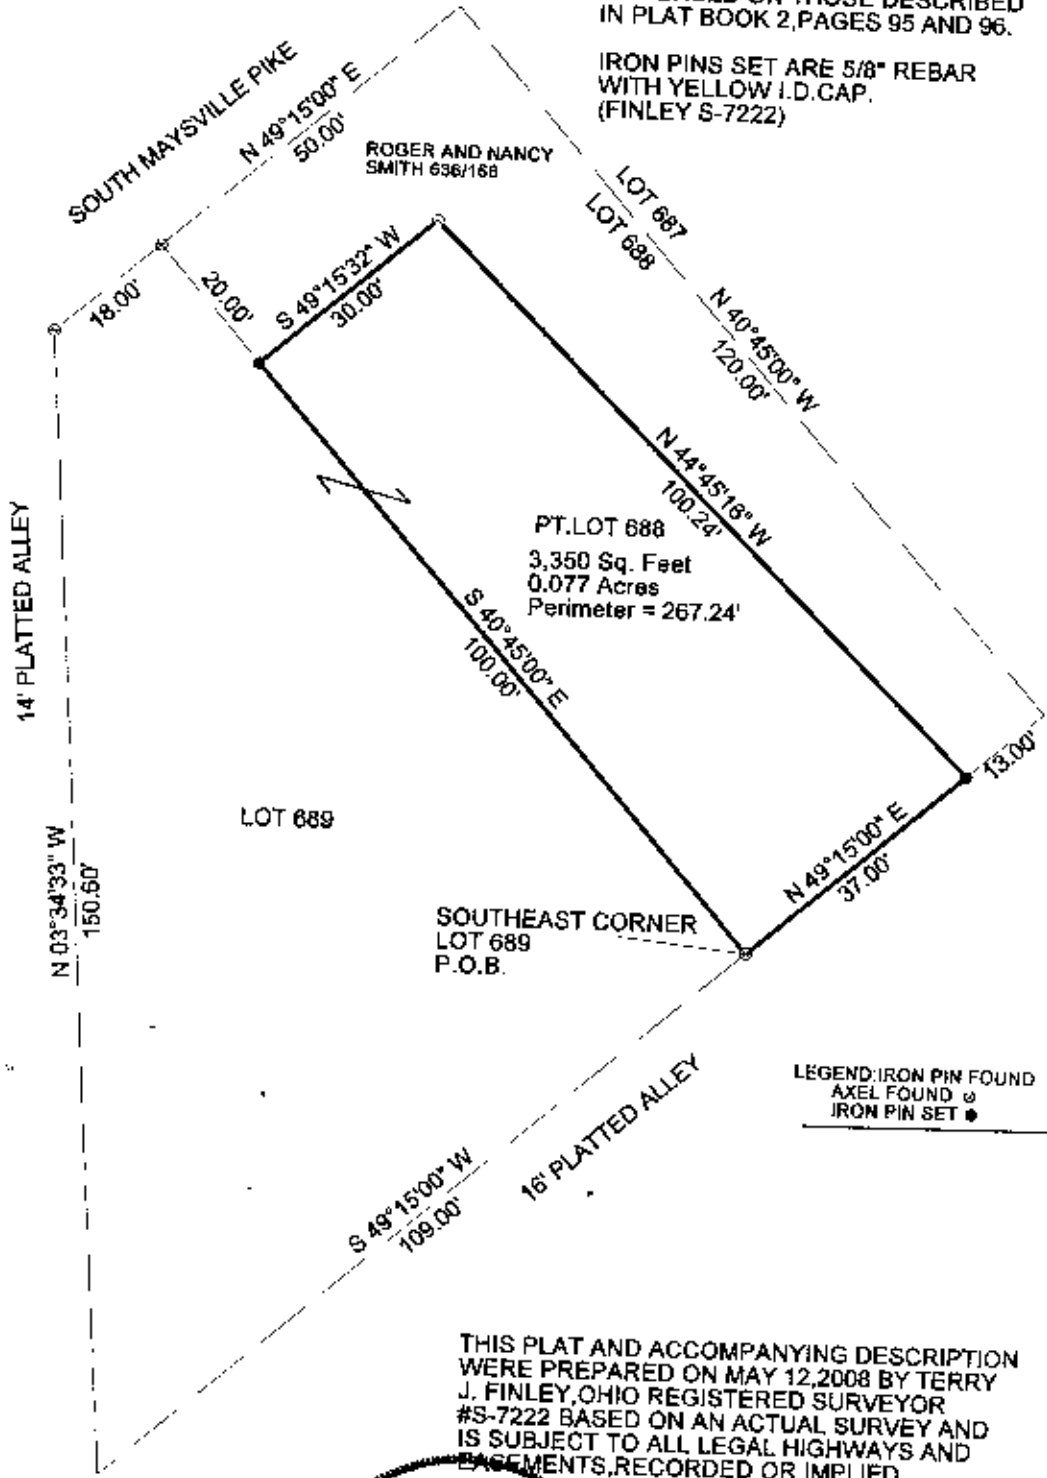 THOSE DESCRIBED
IN PLAT BOOK 2,PAGES 95 AND 96.
IRON PINS SET ARE 5/8" REBAR
WITH YELLOW I.D.CAP.
(FINLEY S-7222)
SOUTH MAYSVILLE PIKE
N 49°15'00" E
50.00'
ROGER AND NANCY
SMITH 636/168
LOT 687
LOT 688
18.00'
20.00'
S 49°15'32" W
30.00'
N 40°45'00" W
120.00'
N 44°45'16" W
100.24'
14' PLATTED ALLEY
PT.LOT 688
3,350 Sq. Feet
0.077 Acres
Perimeter = 267.24'
S 40°45'00" E
100.00'
13.00'
LOT 689
N 03°34'33" W
150.60'
N 49°15'00" E
37.00'
SOUTHEAST CORNER
LOT 689
P.O.B.
LEGEND:IRON PIN FOUND
AXEL FOUND
IRON PIN SET
16' PLATTED ALLEY
S 49°15'00" W
109.00'
THIS PLAT AND ACCOMPANYING DESCRIPTION
WERE PREPARED ON MAY 12,2008 BY TERRY
J. FINLEY,OHIO REGISTERED SURVEYOR
#S-7222 BASED ON AN ACTUAL SURVEY AND
IS SUBJECT TO ALL LEGAL HIGHWAYS AND
EASEMENTS,RECORDED OR IMPLIED